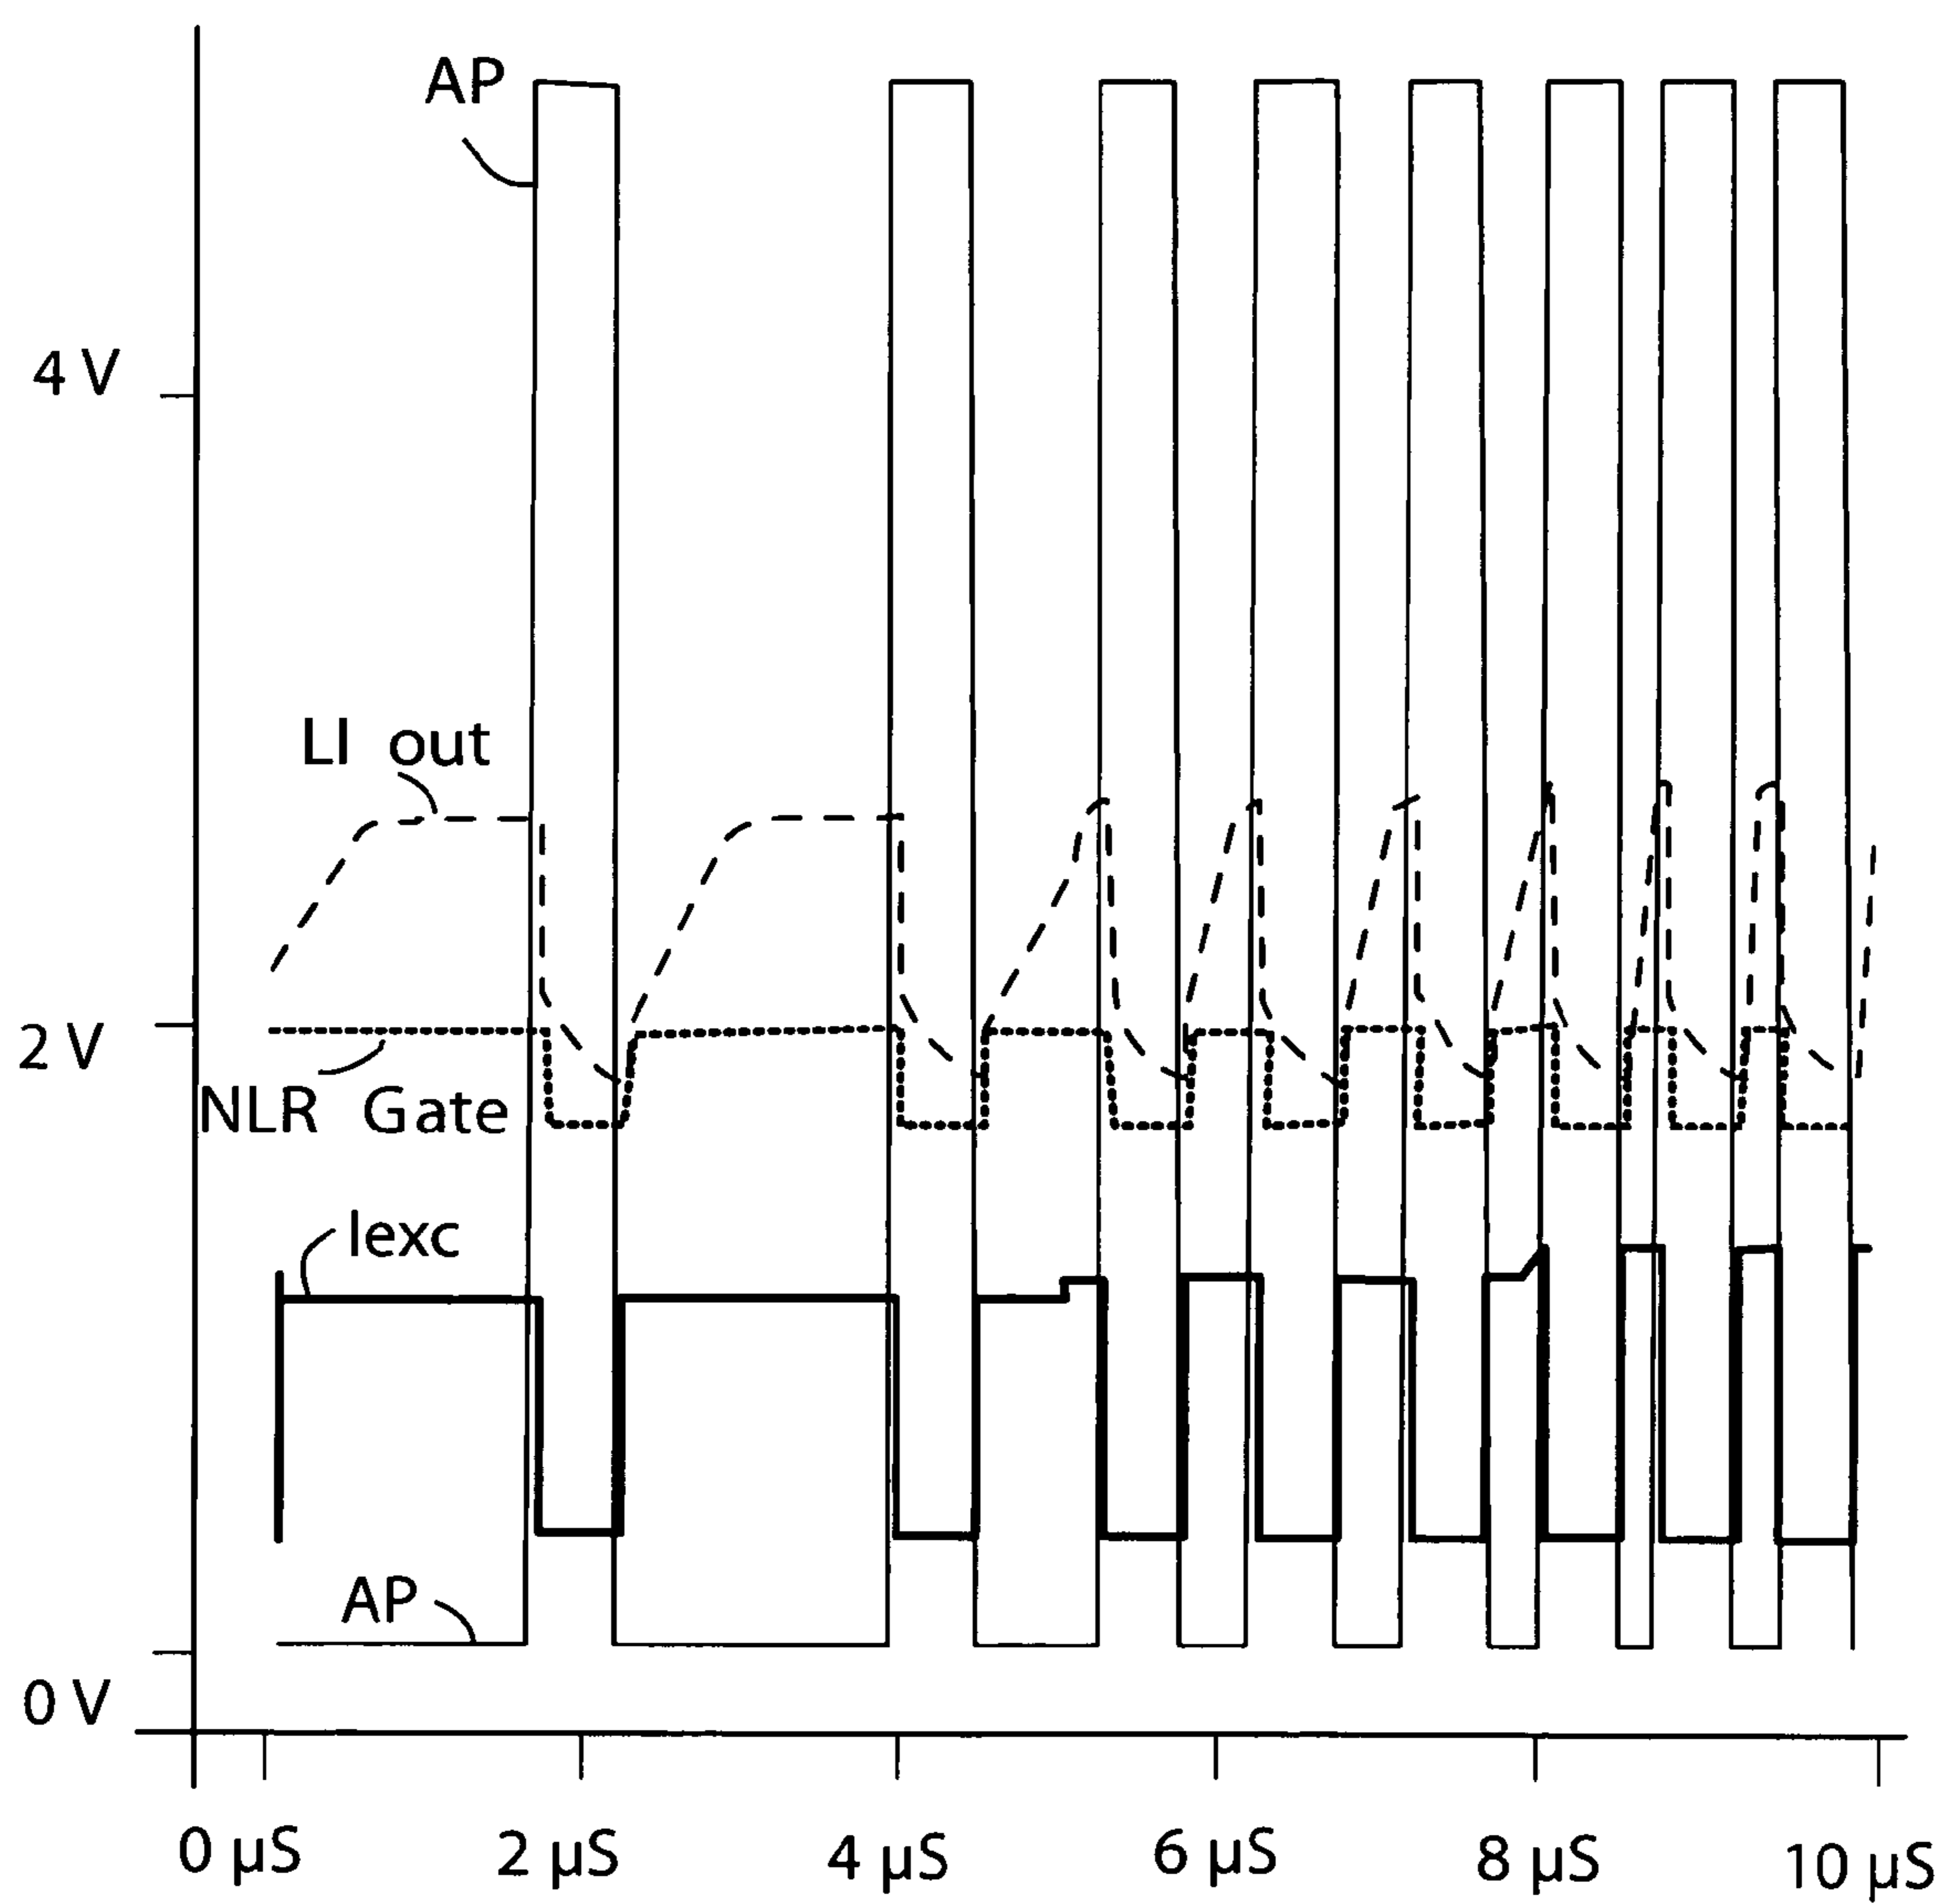 AP
4 V
LI out
2 V
NLR Gate
Iexc
AP
0 V
0 µS 2 µS 4 µS 6 µS 8 µS 10 µS